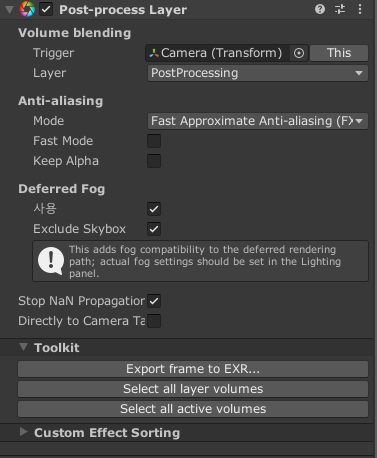 Post-process Layer
Volume blending
Trigger Camera (Transform) This
Layer PostProcessing
Anti-aliasing
Mode Fast Approximate Anti-aliasing (FX
Fast Mode
Keep Alpha
Deferred Fog
사용
Exclude Skybox
This adds fog compatibility to the deferred rendering
path; actual fog settings should be set in the Lighting
panel.
Stop NaN Propagation
Directly to Camera Ta
Toolkit
Export frame to EXR...
Select all layer volumes
Select all active volumes
Custom Effect Sorting